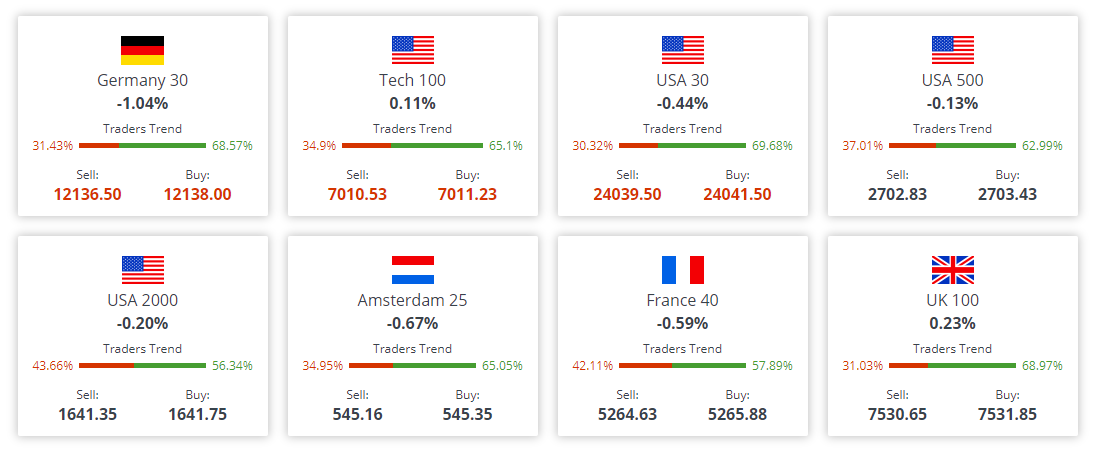 Germany 30
-1.04%
Traders Trend
31.43% 68.57%
Sell: Buy:
12136.50 12138.00
Tech 100
0.11%
Traders Trend
34.9% 65.1%
Sell: Buy:
7010.53 7011.23
USA 30
-0.44%
Traders Trend
30.32% 69.68%
Sell: Buy:
24039.50 24041.50
USA 500
-0.13%
Traders Trend
37.01% 62.99%
Sell: Buy:
2702.83 2703.43
USA 2000
-0.20%
Traders Trend
43.66% 56.34%
Sell: Buy:
1641.35 1641.75
Amsterdam 25
-0.67%
Traders Trend
34.95% 65.05%
Sell: Buy:
545.16 545.35
France 40
-0.59%
Traders Trend
42.11% 57.89%
Sell: Buy:
5264.63 5265.88
UK 100
0.23%
Traders Trend
31.03% 68.97%
Sell: Buy:
7530.65 7531.85